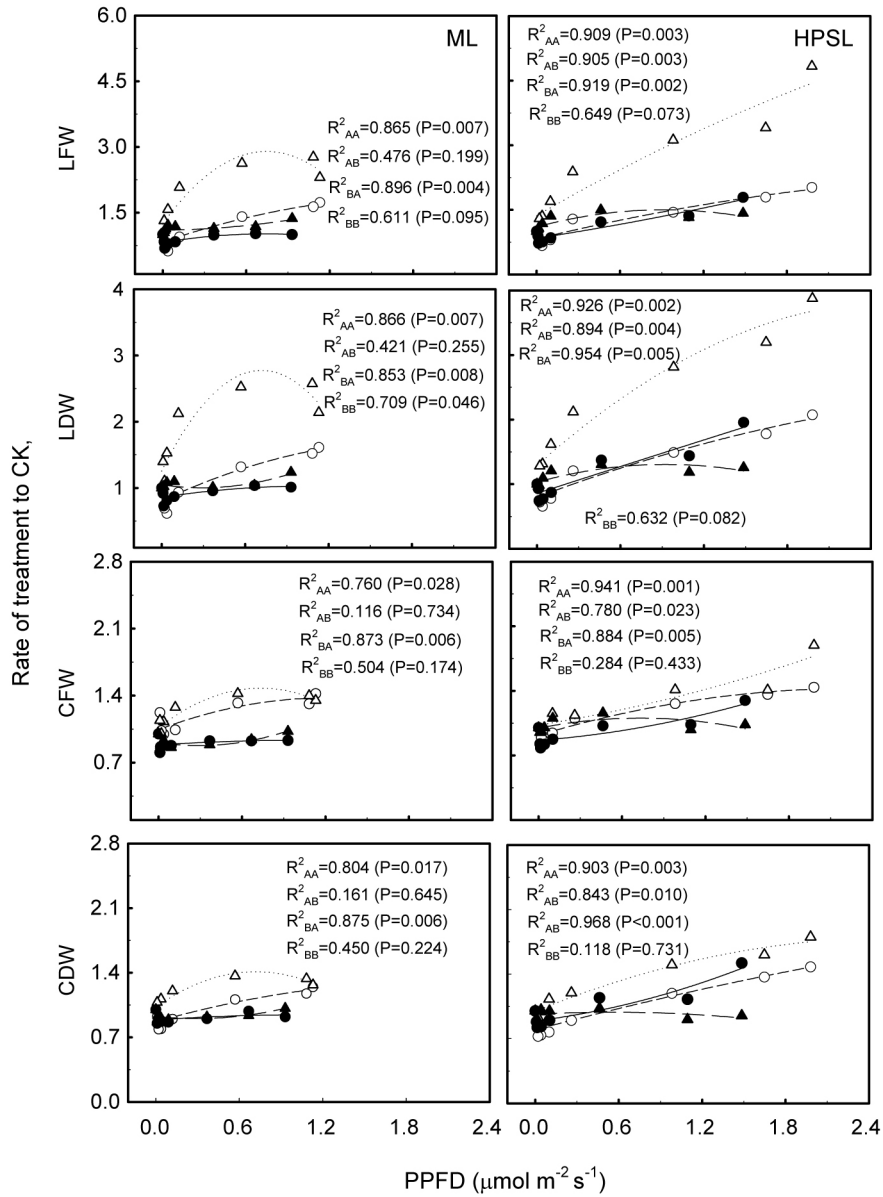 ML
HPSL
6.0
4.5
3.0
1.5
LFW
R²AA=0.865 (P=0.007)
R²AB=0.476 (P=0.199)
R²BA=0.896 (P=0.004)
R²BB=0.611 (P=0.095)
R²AA=0.909 (P=0.003)
R²AB=0.905 (P=0.003)
R²BA=0.919 (P=0.002)
R²BB=0.649 (P=0.073)
4
3
2
1
LDW
R²AA=0.866 (P=0.007)
R²AB=0.421 (P=0.255)
R²BA=0.853 (P=0.008)
R²BB=0.709 (P=0.046)
R²AA=0.926 (P=0.002)
R²AB=0.894 (P=0.004)
R²BA=0.954 (P=0.005)
R²BB=0.632 (P=0.082)
Rate of treatment to CK,
2.8
2.1
1.4
0.7
CFW
R²AA=0.760 (P=0.028)
R²AB=0.116 (P=0.734)
R²BA=0.873 (P=0.006)
R²BB=0.504 (P=0.174)
R²AA=0.941 (P=0.001)
R²AB=0.780 (P=0.023)
R²BA=0.884 (P=0.005)
R²BB=0.284 (P=0.433)
2.8
2.1
1.4
0.7
0.0
CDW
R²AA=0.804 (P=0.017)
R²AB=0.161 (P=0.645)
R²BA=0.875 (P=0.006)
R²BB=0.450 (P=0.224)
R²AA=0.903 (P=0.003)
R²AB=0.843 (P=0.010)
R²AB=0.968 (P<0.001)
R²BB=0.118 (P=0.731)
0.0 0.6 1.2 1.8 2.4
0.0 0.6 1.2 1.8 2.4
PPFD (μmol m⁻² s⁻¹)